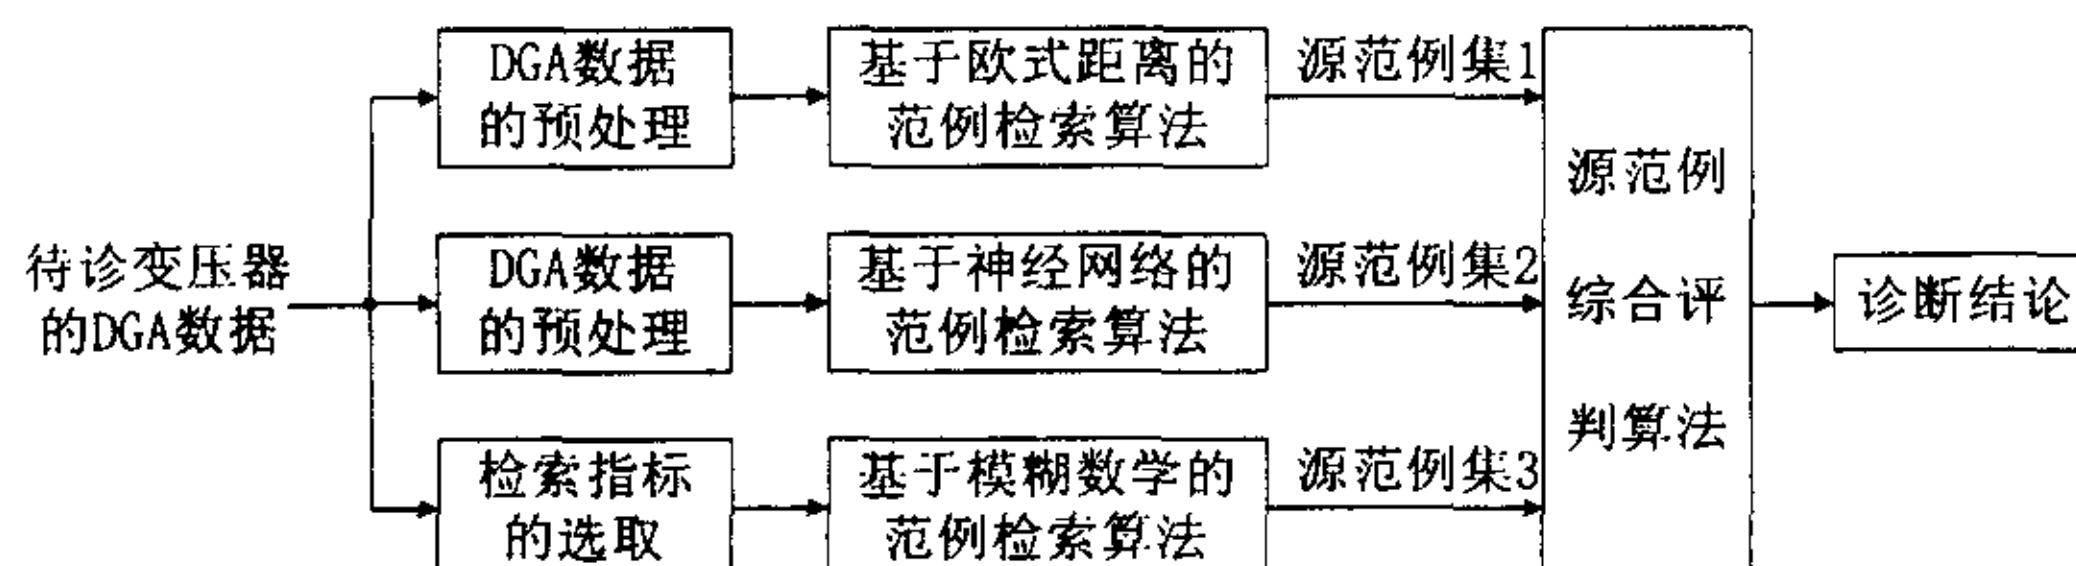 待诊变压器
的DGA数据
DGA数据
的预处理
基于欧式距离的
范例检索算法
源范例集1
DGA数据
的预处理
基于神经网络的
范例检索算法
源范例集2
检索指标
的选取
基于模糊数学的
范例检索算法
源范例集3
源范例
综合评
判算法
诊断结论